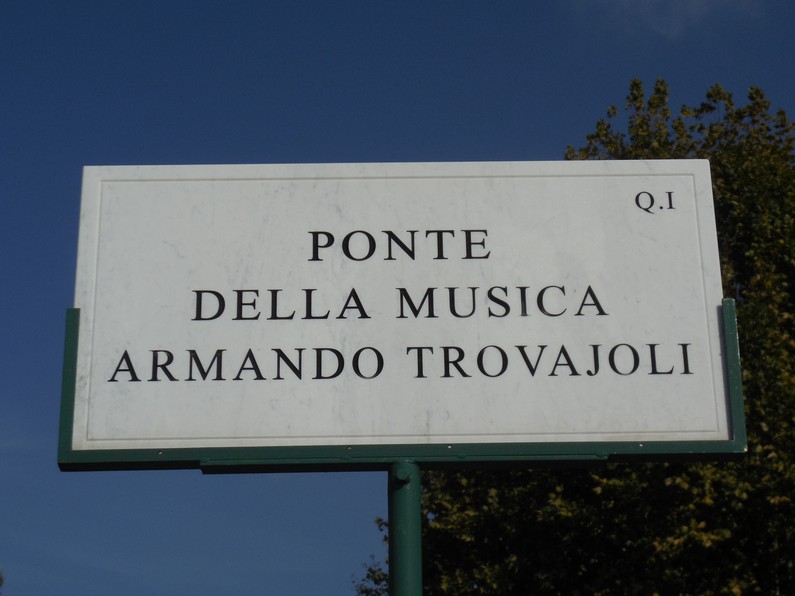 Q.I
PONTE
DELLA MUSICA
ARMANDO TROVAJOLI